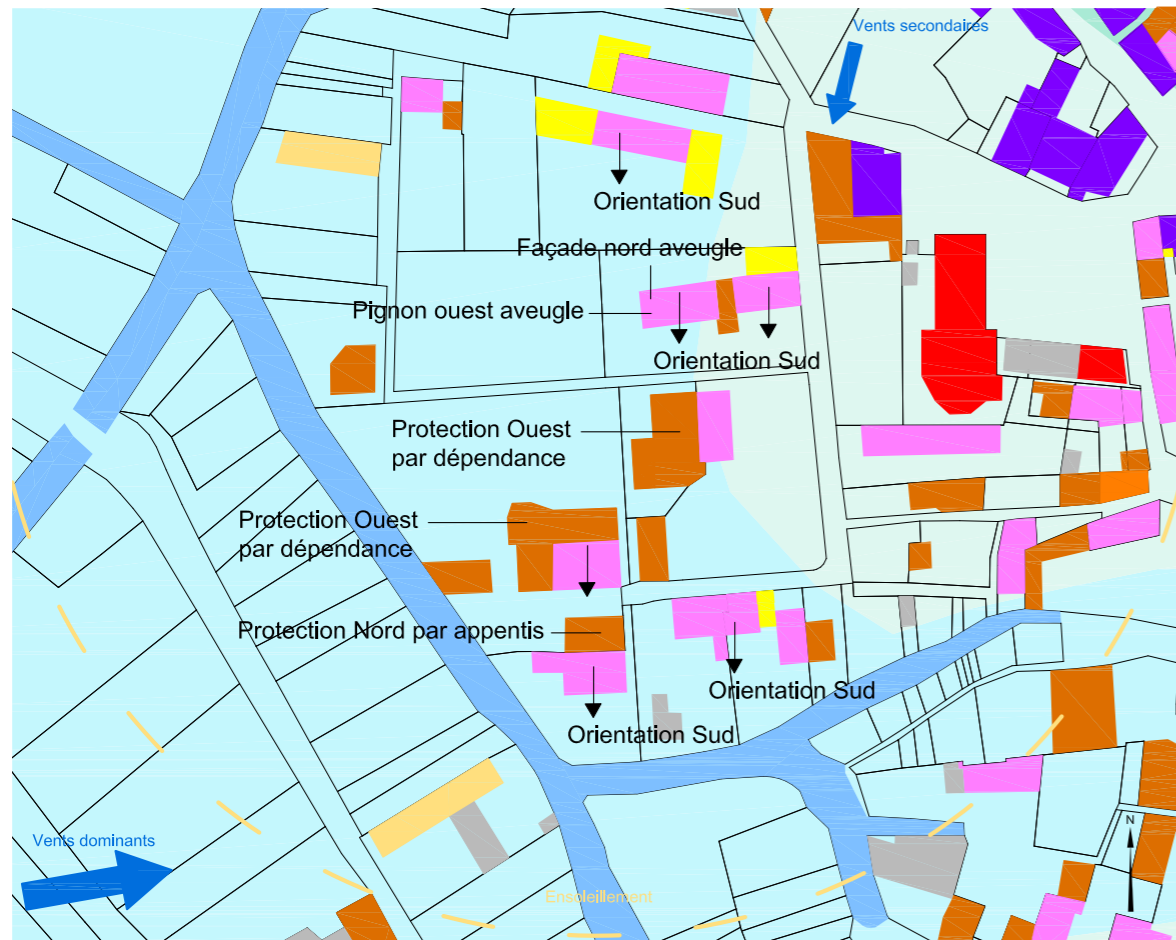 Vents secondaires
Orientation Sud
Façade nord aveugle
Pignon ouest aveugle
Orientation Sud
Protection Ouest
par dépendance
Protection Ouest
par dépendance
Protection Nord par appentis
Orientation Sud
Orientation Sud
N
Vents dominants
Ensoleillement